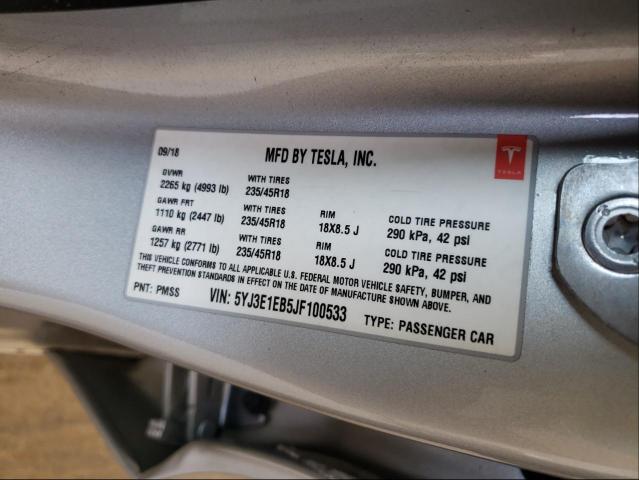 09/18 MFD BY TESLA, INC.
TESLA
GVWR WITH TIRES
2265 kg (4993 lb) 235/45R18
GAWR FRT WITH TIRES RIM COLD TIRE PRESSURE
1110 kg (2447 lb) 235/45R18 18X8.5 J 290 kPa, 42 psi
GAWR RR WITH TIRES RIM COLD TIRE PRESSURE
1257 kg (2771 lb) 235/45R18 18X8.5 J 290 kPa, 42 psi
THIS VEHICLE CONFORMS TO ALL APPLICABLE U.S. FEDERAL MOTOR VEHICLE SAFETY, BUMPER, AND
THEFT PREVENTION STANDARDS IN EFFECT ON THE DATE OF MANUFACTURE SHOWN ABOVE.
PNT: PMSS VIN: 5YJ3E1EB5JF100533 TYPE: PASSENGER CAR